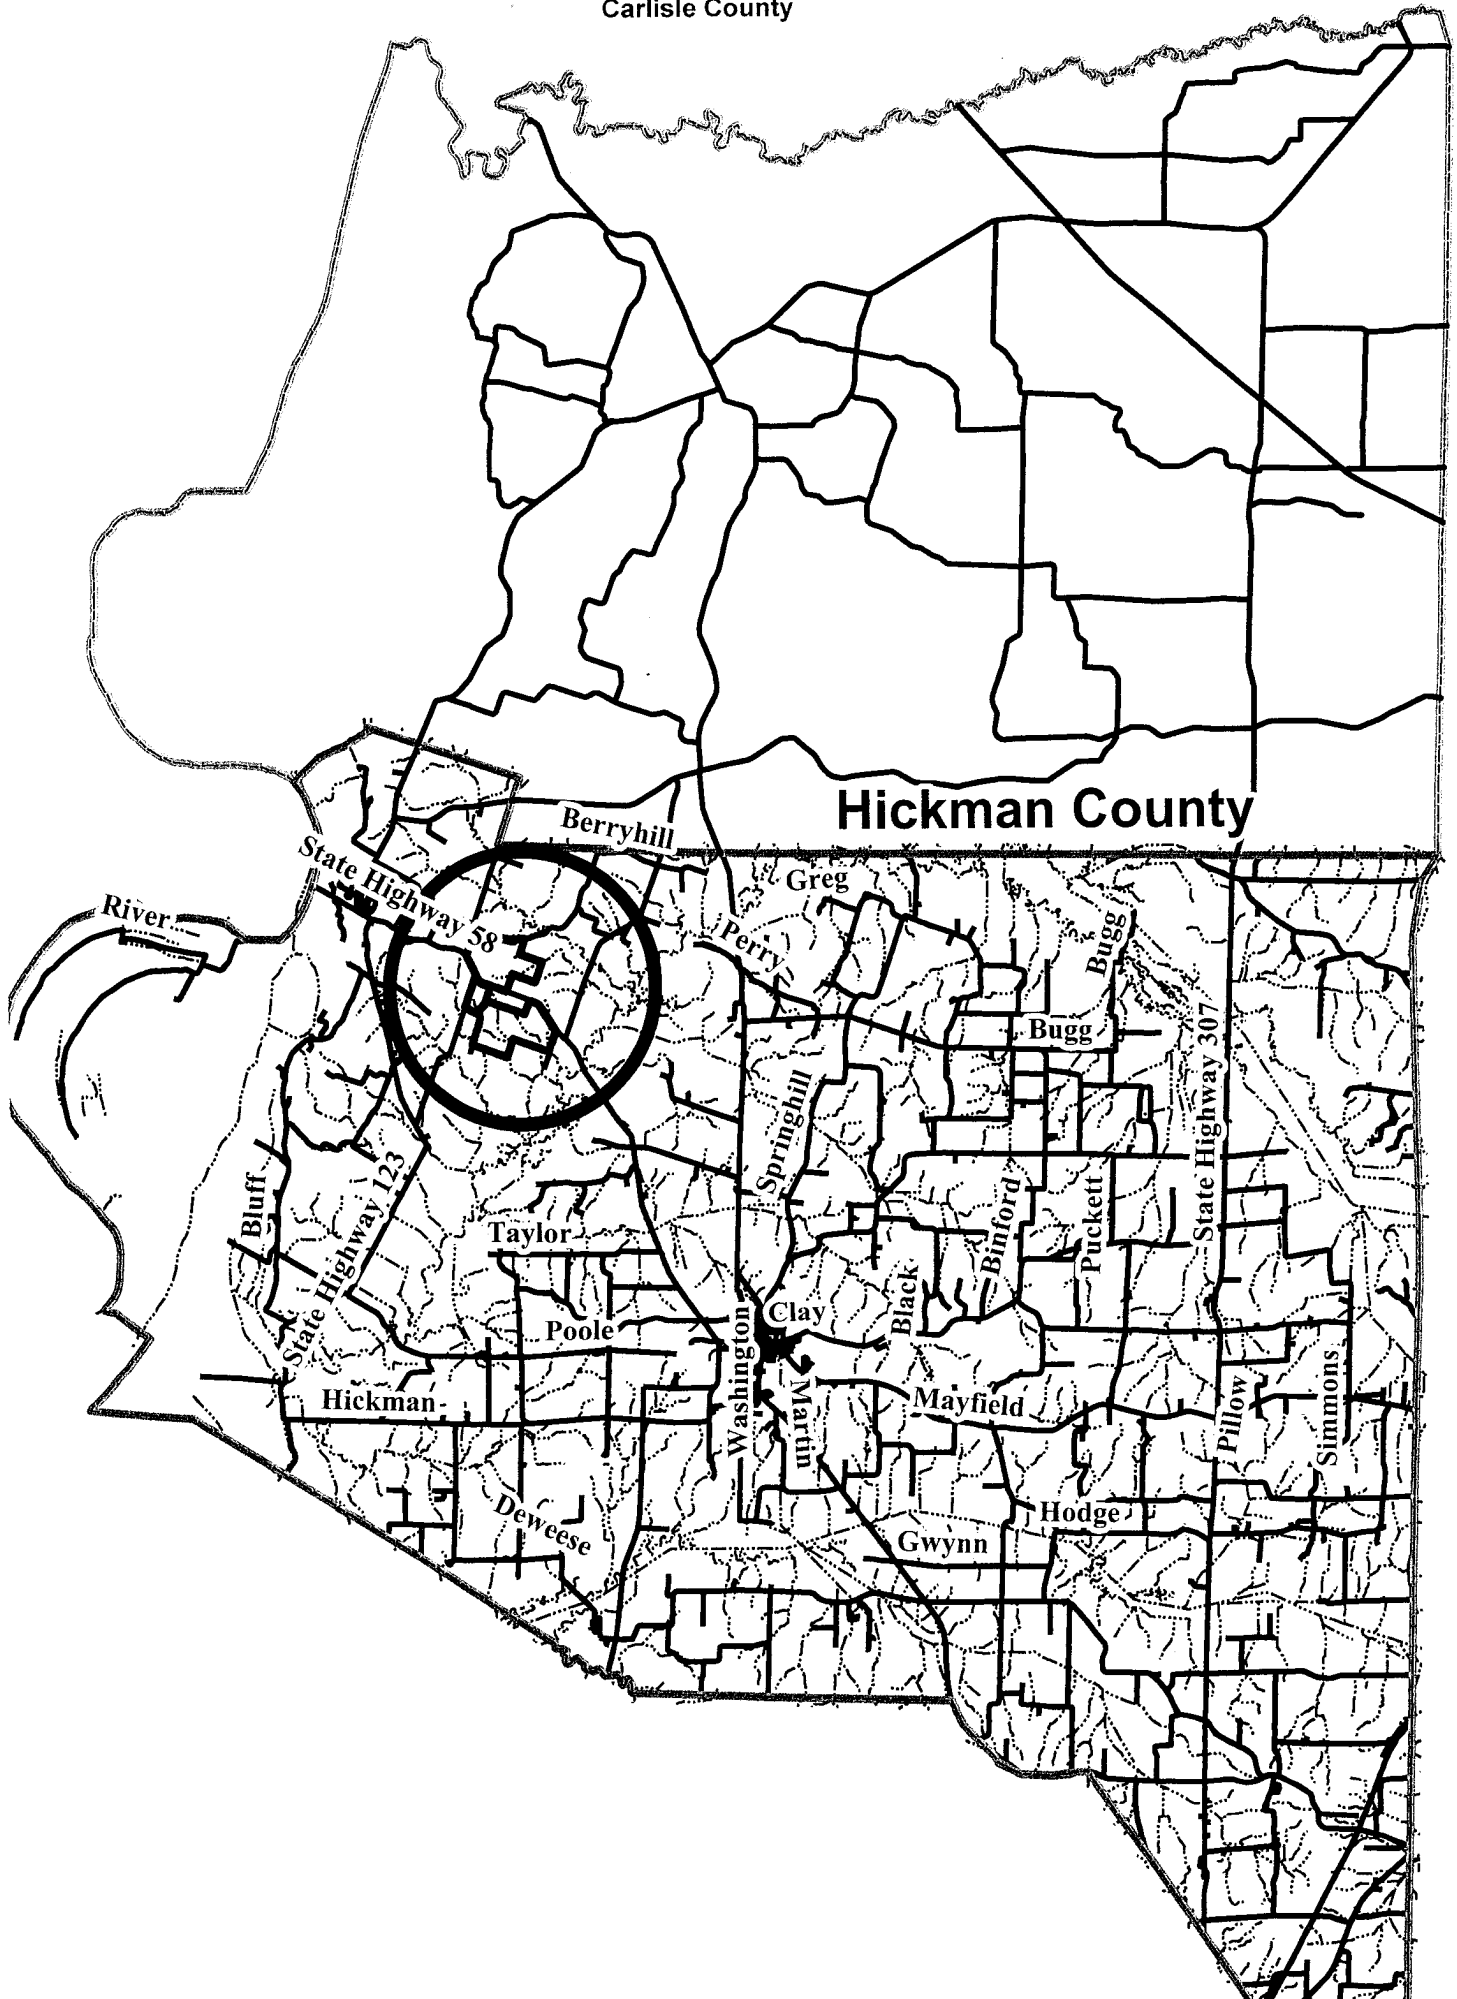 Carlisle County
Hickman County
Berryhill
State Highway 58
Greg
River
Perry
Bugg
Bugg
State Highway 307
Springhill
Bluff
State Highway 123
Taylor
Binford
Puckett
Black
Clay
Poole
Washington
Hickman
Martin
Mayfield
Pillow
Simmons
Deweese
Hodge
Gwynn